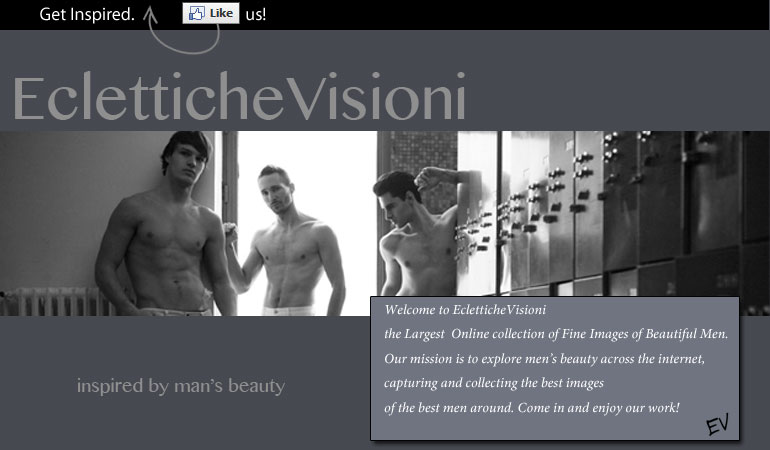 Get Inspired. Like us!
EcletticheVisioni
Welcome to EcletticheVisioni
the Largest Online collection of Fine Images of Beautiful Men.
Our mission is to explore men's beauty across the internet,
capturing and collecting the best images
of the best men around. Come in and enjoy our work!
inspired by man's beauty
EV